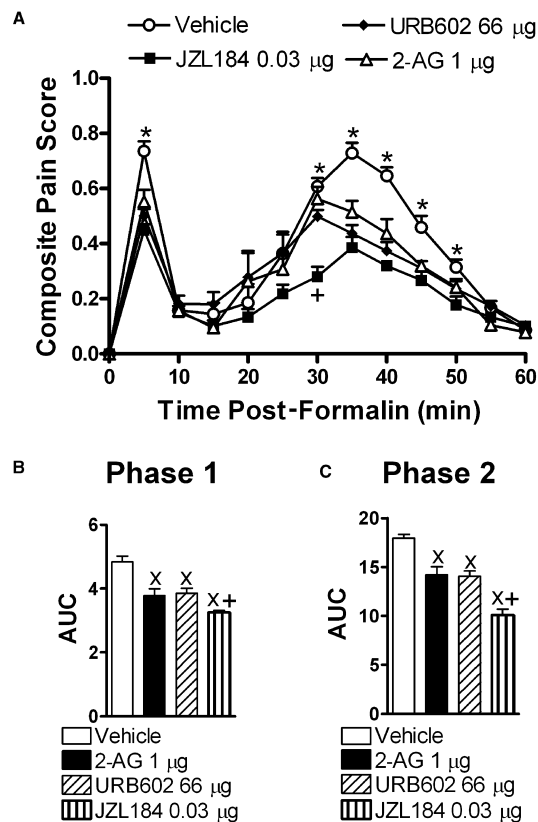 A
Vehicle
URB602 66 μg
JZL184 0.03 μg
2-AG 1 μg
Composite Pain Score
1.0
0.8
0.6
0.4
0.2
0.0
*
*
*
*
*
*
+
0 10 20 30 40 50 60
Time Post-Formalin (min)
B
Phase 1
AUC
6
4
2
0
X X X+
Vehicle
2-AG 1 μg
URB602 66 μg
JZL184 0.03 μg
C
Phase 2
AUC
20
15
10
5
0
X X X+
Vehicle
2-AG 1 μg
URB602 66 μg
JZL184 0.03 μg